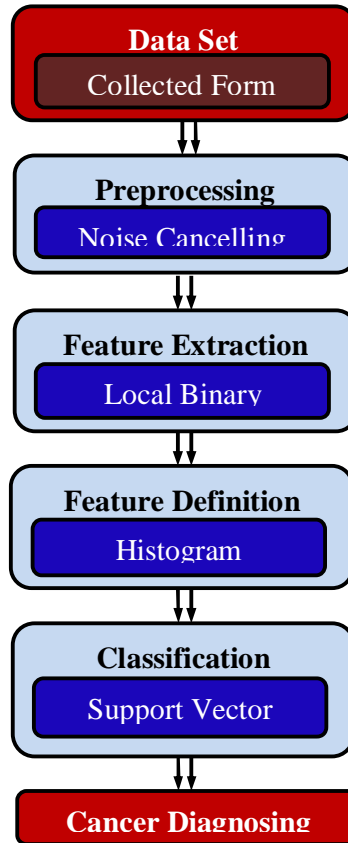 Data Set
Collected Form
Preprocessing
Noise Cancelling
Feature Extraction
Local Binary
Feature Definition
Histogram
Classification
Support Vector
Cancer Diagnosing